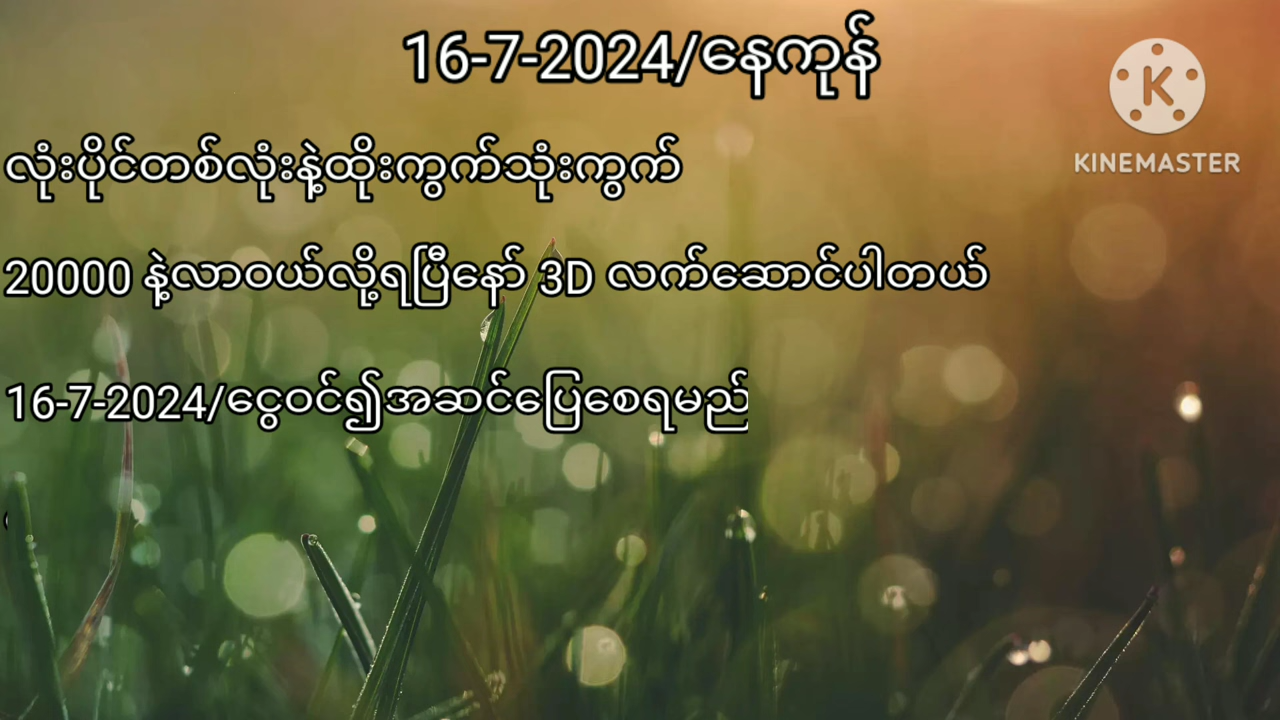 16-7-2024/နေကုန်
KINEMASTER
လုံးပိုင်တစ်လုံးနဲ့ထိုးကွက်သုံးကွက်
20000 နဲ့လာဝယ်လို့ရပြီနော် 3D လက်ဆောင်ပါတယ်
16-7-2024/ငွေဝင်၍အဆင်ပြေစေရမည်